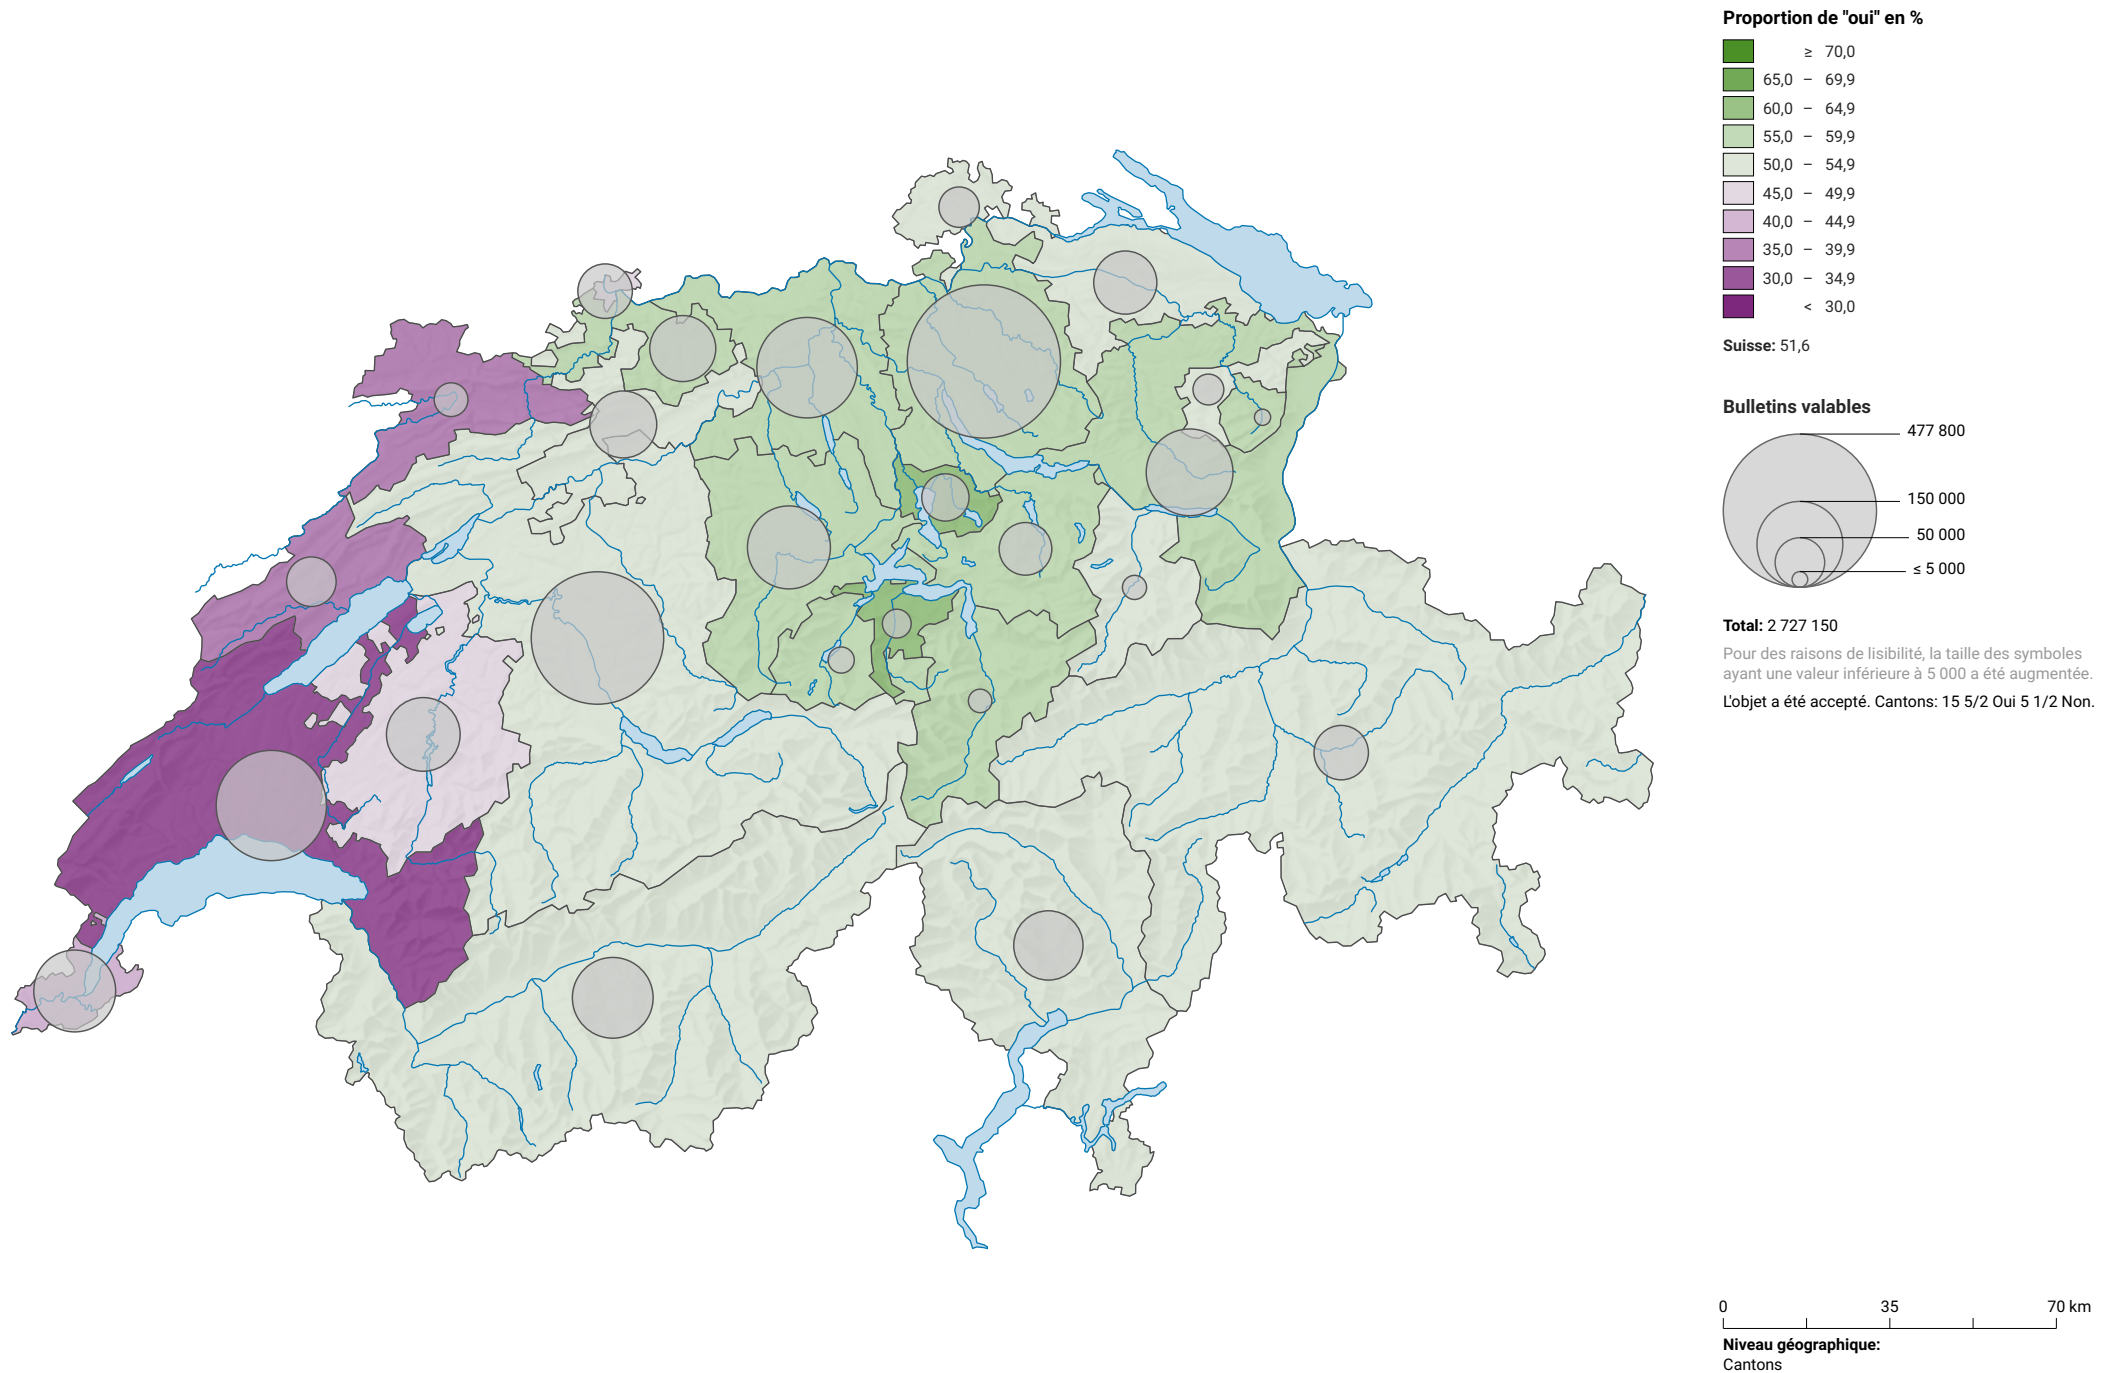 Proportion de "oui" en %
≥ 70,0
65,0 – 69,9
60,0 – 64,9
55,0 – 59,9
50,0 – 54,9
45,0 – 49,9
40,0 – 44,9
35,0 – 39,9
30,0 – 34,9
< 30,0
Suisse: 51,6
Bulletins valables
477 800
150 000
50 000
≤ 5 000
Total: 2 727 150
Pour des raisons de lisibilité, la taille des symboles
ayant une valeur inférieure à 5 000 a été augmentée.
L'objet a été accepté. Cantons: 15 5/2 Oui 5 1/2 Non.
0 35 70 km
Niveau géographique:
Cantons